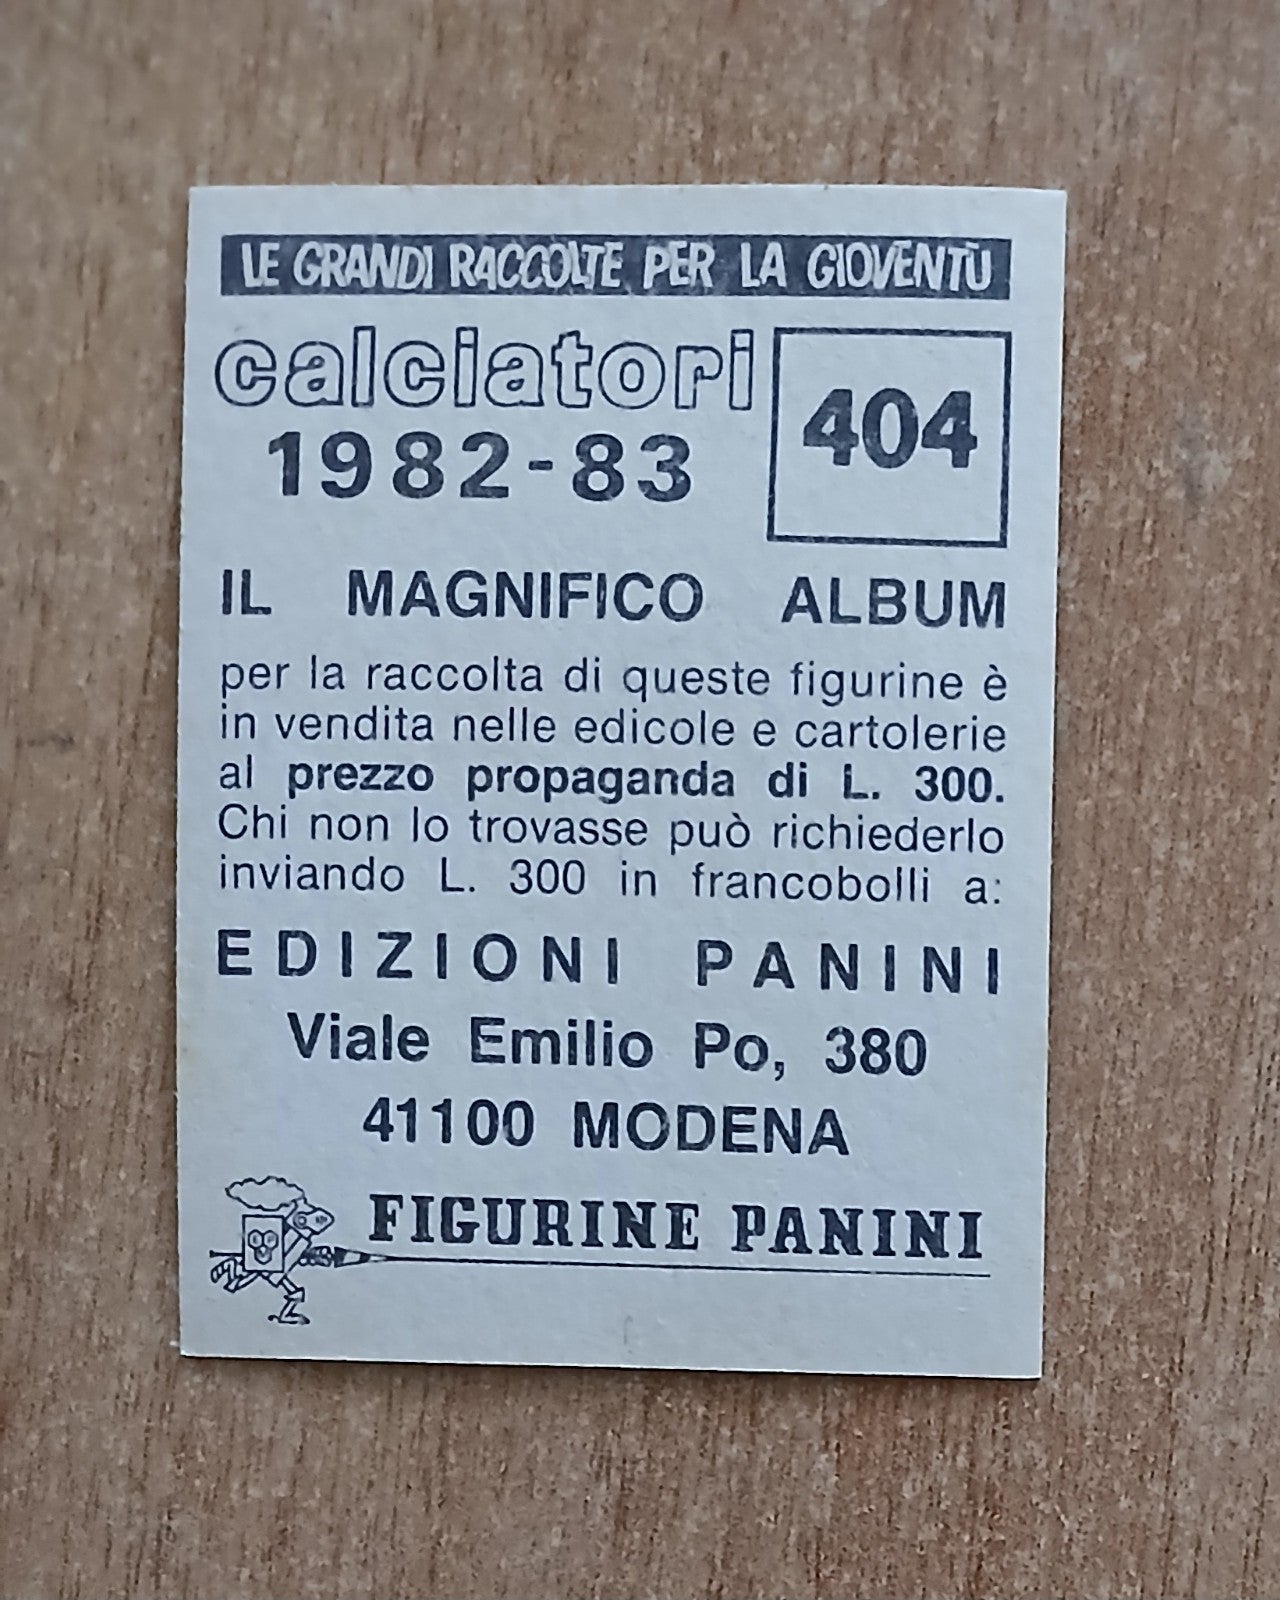 LE GRANDI RACCOLTE PER LA GIOVENTÙ
calciatori
1982-83
404
IL MAGNIFICO ALBUM
per la raccolta di queste figurine è
in vendita nelle edicole e cartolerie
al prezzo propaganda di L. 300.
Chi non lo trovasse può richiederlo
inviando L. 300 in francobolli a:
EDIZIONI PANINI
Viale Emilio Po, 380
41100 MODENA
FIGURINE PANINI